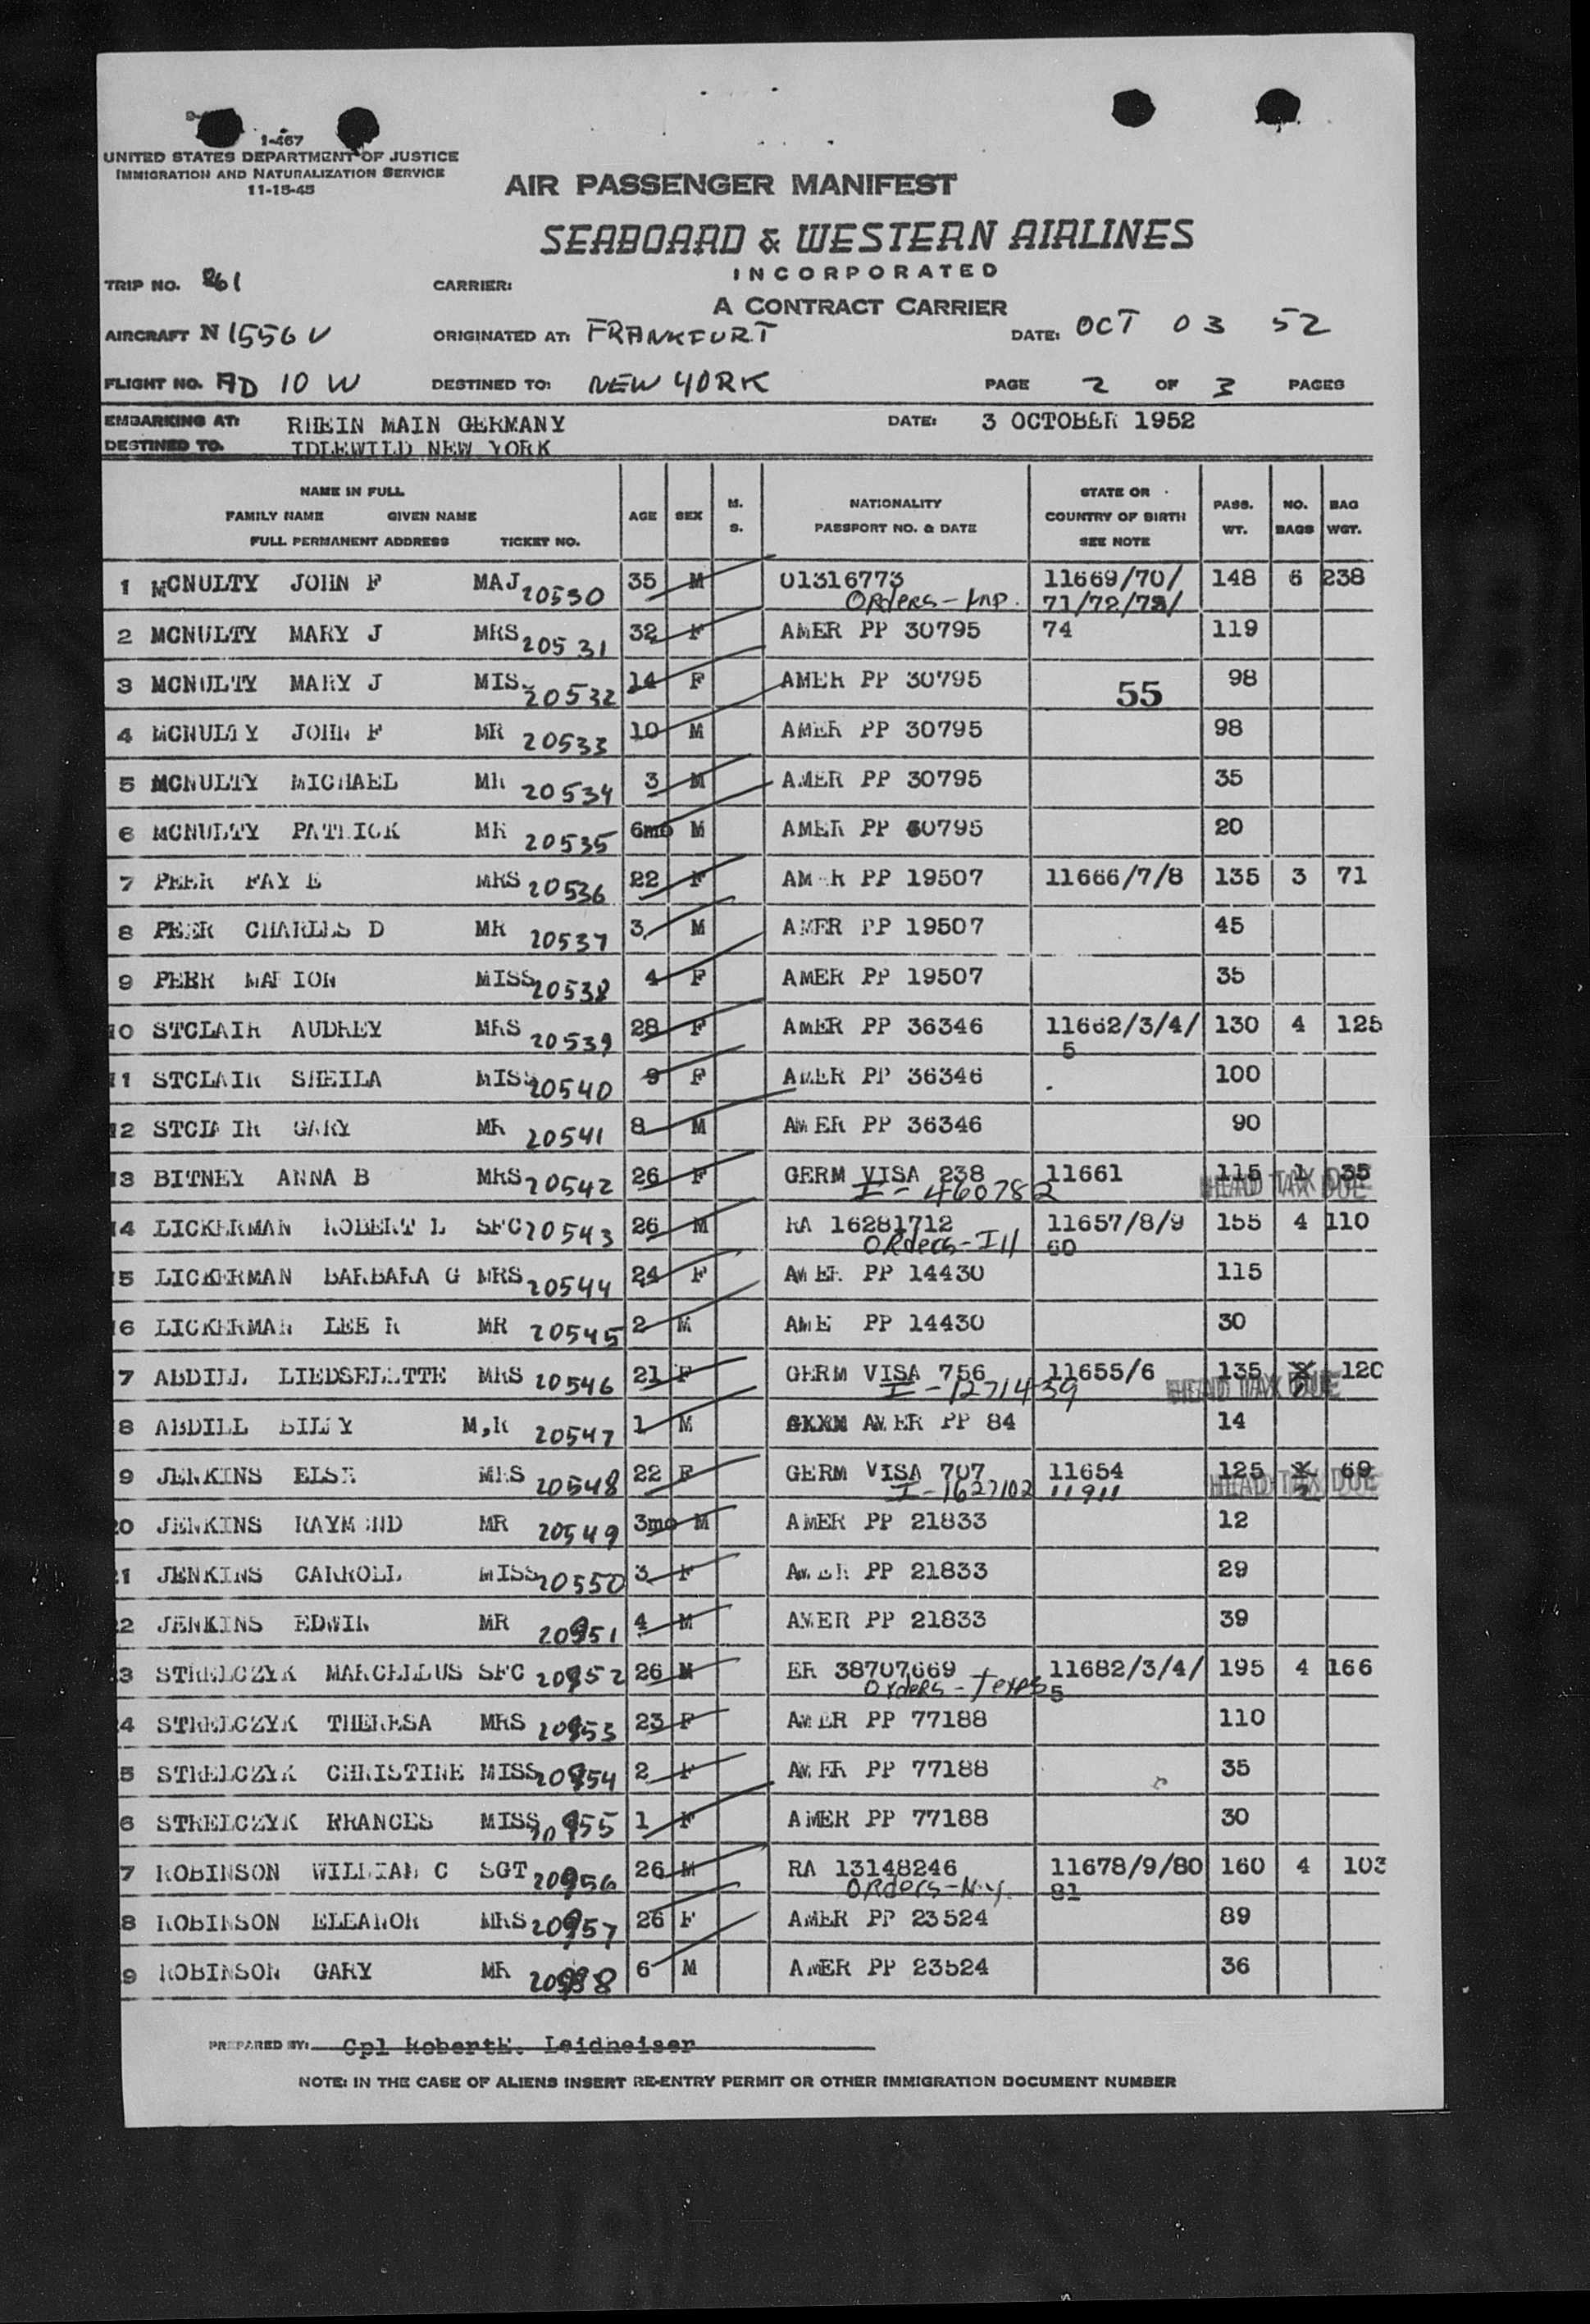 1-467
UNITED STATES DEPARTMENT OF JUSTICE
IMMIGRATION AND NATURALIZATION SERVICE
11-15-45
AIR PASSENGER MANIFEST
SEABOARD & WESTERN AIRLINES
INCORPORATED
A CONTRACT CARRIER
TRIP NO. 261 CARRIER:
AIRCRAFT N 1556V ORIGINATED AT: FRANKFURT DATE: OCT 03 52
FLIGHT NO. AD 10 W DESTINED TO: NEW YORK PAGE 2 OF 3 PAGES
EMBARKING AT: RHEIN MAIN GERMANY DATE: 3 OCTOBER 1952
DESTINED TO. IDLEWILD NEW YORK
NAME IN FULL
FAMILY NAME GIVEN NAME
FULL PERMANENT ADDRESS TICKET NO.
AGE SEX M. S. NATIONALITY PASSPORT NO. & DATE STATE OR COUNTRY OF BIRTH SEE NOTE PASS. WT. NO. BAGS BAG WGT.
1 MCNULTY JOHN F MAJ 20530 35 M 01316773 11669/70/ 148 6 238
Orders - 71/72/73/
2 MCNULTY MARY J MRS 20531 32 F AMER PP 30795 74 119
3 MCNULTY MARY J MIS 20532 14 F AMER PP 30795 55 98
4 MCNULTY JOHN F MR 20533 10 M AMER PP 30795 98
5 MCNULTY MICHAEL MR 20534 3 M AMER PP 30795 35
6 MCNULTY PATRICK MR 20535 6mo M AMER PP 30795 20
7 PEER FAY E MRS 20536 22 F AMER PP 19507 11666/7/8 135 3 71
8 PEER CHARLES D MR 20537 3 M AMER PP 19507 45
9 PEER MARION MISS 20538 4 F AMER PP 19507 35
10 STCLAIR AUDREY MRS 20539 28 F AMER PP 36346 11662/3/4/ 130 4 125
5
11 STCLAIR SHEILA MISS 20540 9 F AMER PP 36346 100
12 STCLAIR GARY MR 20541 8 M AMER PP 36346 90
13 BITNEY ANNA B MRS 20542 26 F GERM VISA 238 11661 115 1 35
I-460782 HEAD TAX DUE
14 LICKERMAN ROBERT L SFC 20543 26 M RA 16281712 11657/8/9 155 4 110
Orders-Ill 60
15 LICKERMAN BARBARA G MRS 20544 24 F AMER PP 14430 115
16 LICKERMAN LEE R MR 20545 2 M AME PP 14430 30
17 ABDILL LIEDSELLTTE MRS 20546 21 F GERM VISA 756 11655/6 135 120
I-1271439 HEAD TAX DUE
18 ABDILL BILLY M,R 20547 1 M AMER PP 84 14
19 JENKINS ELSE MRS 20548 22 F GERM VISA 707 11654 125 69
I-1627102 11911 2 HEAD TAX DUE
20 JENKINS RAYMOND MR 20549 3mo M AMER PP 21833 12
21 JENKINS CARROLL MISS 20550 3 F AMER PP 21833 29
22 JENKINS EDWIN MR 20951 4 M AMER PP 21833 39
23 STRELCZYK MARCELLUS SFC 20952 26 M ER 38707669 11682/3/4/ 195 4 166
Orders - Texas 5
24 STRELCZYK THERESA MRS 20953 23 F AMER PP 77188 110
25 STRELCZYK CHRISTINE MISS 20954 2 F AMER PP 77188 35
26 STRELCZYK FRANCES MISS 20955 1 F AMER PP 77188 30
27 ROBINSON WILLIAM C SGT 20956 26 M RA 13148246 11678/9/80 160 4 103
Orders-N.Y. 81
28 ROBINSON ELEANOR MRS 20957 26 F AMER PP 23524 89
29 ROBINSON GARY MR 20958 6 M AMER PP 23524 36
PREPARED BY: Cpl RobertE. Leidheiser
NOTE: IN THE CASE OF ALIENS INSERT RE-ENTRY PERMIT OR OTHER IMMIGRATION DOCUMENT NUMBER